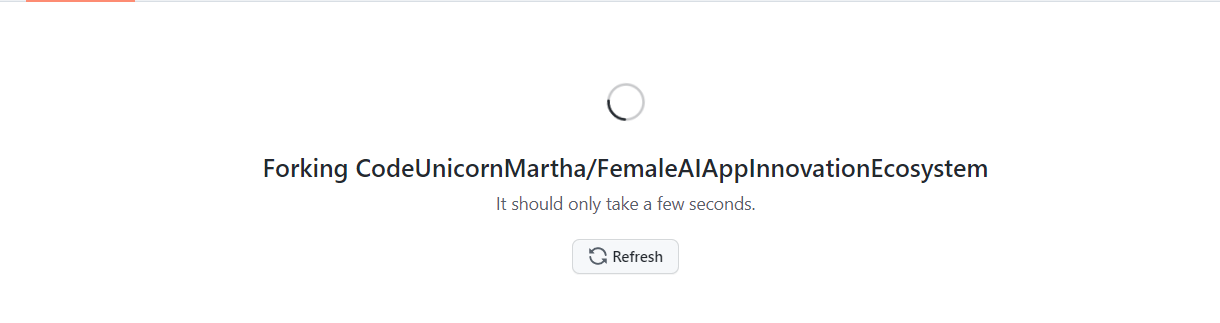 Forking CodeUnicornMartha/FemaleAIAppInnovationEcosystem
It should only take a few seconds.
Refresh